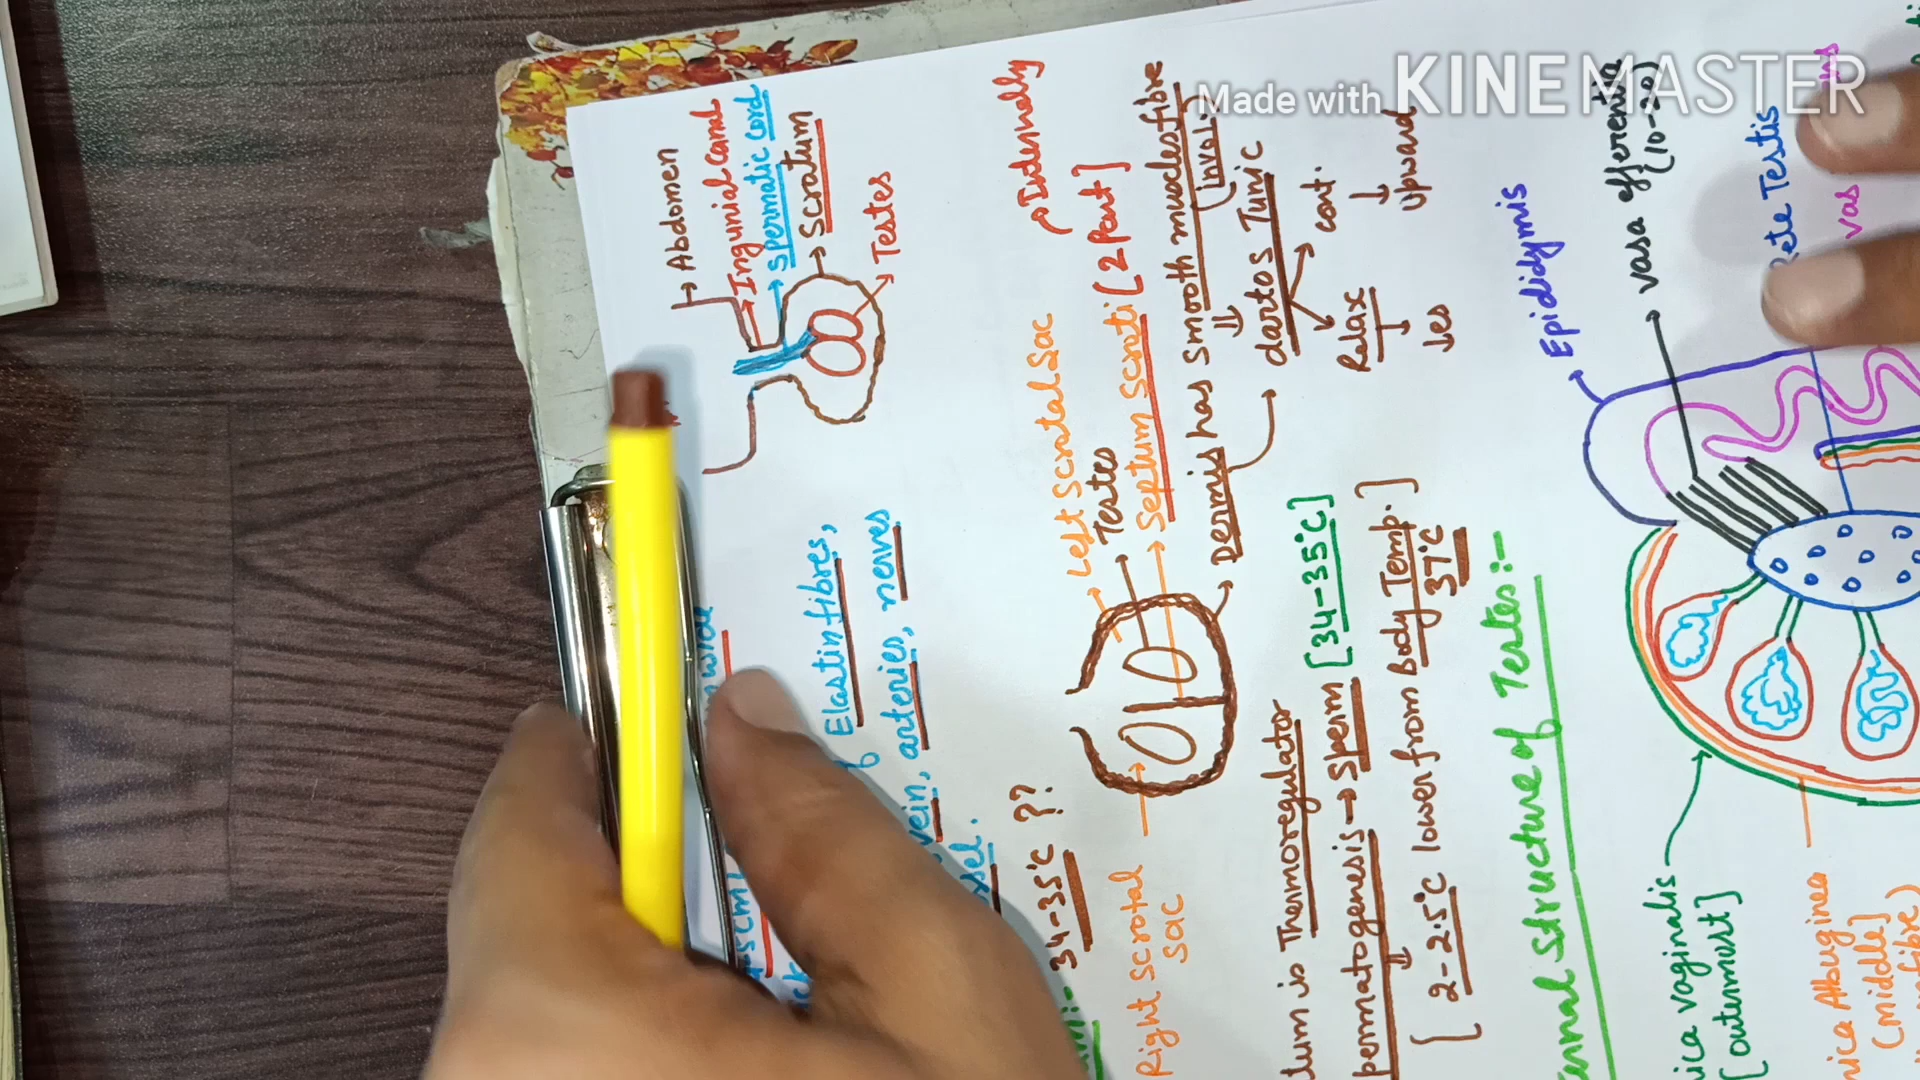 Made with KINEMASTER
Abdomen
Ingunial Canal
Spermatic Cord
Scrotum
Testes
Elastin fibres,
vein, arteries, nerves
34-35°C ??
Internally
Left Scrotal Sac
Testes
Septum Scroti [2 Part]
Right Scrotal
Sac
Dermis has Smooth muscles fibre
dartos Tunic
Relax
cont.
Upward
is Thermoregulator
Sperm [34-35°C]
[2-2.5°C lower from Body Temp.]
37°C
Structure of Testes:-
Epididymis
vasa efferentia
(10-20)
Rete Testis
vas
vaginalis
[outermost]
Albuginea
(middle]